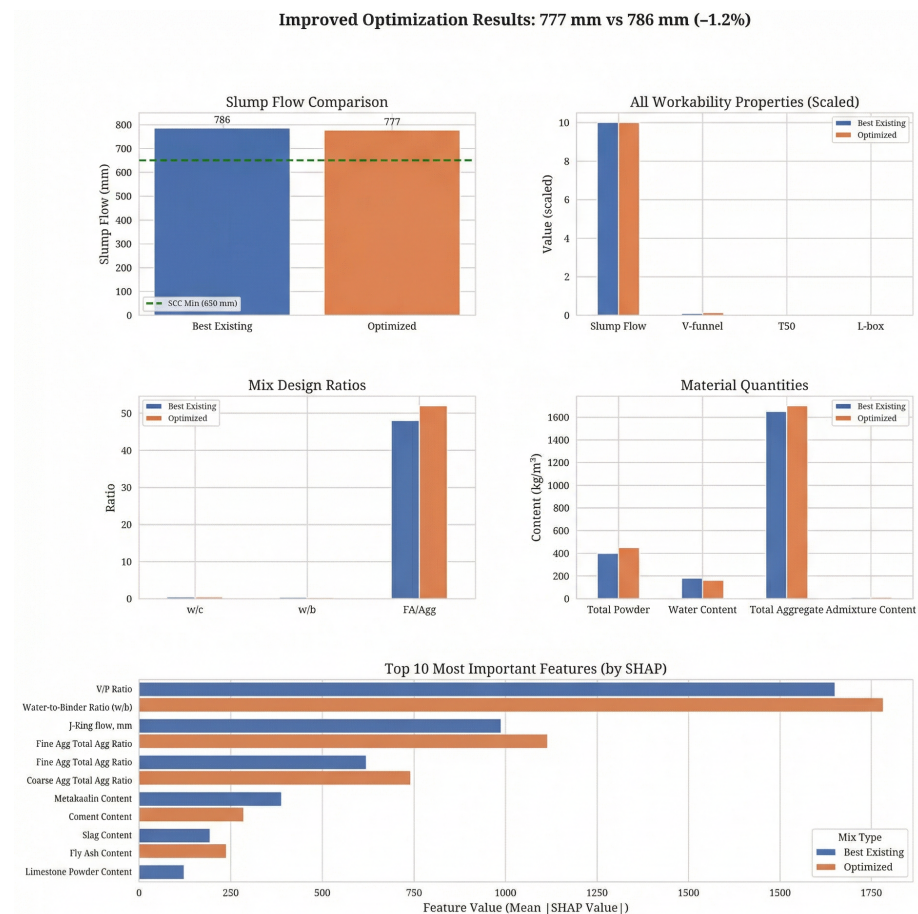 Improved Optimization Results: 777 mm vs 786 mm (–1.2%)
Slump Flow Comparison
Slump Flow (mm)
800
700
600
500
400
300
200
100
0
786
777
SCC Min (650 mm)
Best Existing
Optimized
All Workability Properties (Scaled)
Value (scaled)
10
8
6
4
2
0
Best Existing
Optimized
Slump Flow
V-funnel
T50
L-box
Mix Design Ratios
Ratio
50
40
30
20
10
0
Best Existing
Optimized
w/c
w/b
FA/Agg
Material Quantities
Content (kg/m³)
1600
1400
1200
1000
800
600
400
200
0
Best Existing
Optimized
Total Powder
Water Content
Total Aggregate
Admixture Content
Top 10 Most Important Features (by SHAP)
V/P Ratio
Water-to-Binder Ratio (w/b)
J-Ring flow, mm
Fine Agg Total Agg Ratio
Fine Agg Total Agg Ratio
Coarse Agg Total Agg Ratio
Metakaalin Content
Coment Content
Slag Content
Fly Ash Content
Limestone Powder Content
Mix Type
Best Existing
Optimized
0
250
500
750
1000
1250
1500
1500
1750
Feature Value (Mean |SHAP Value|)